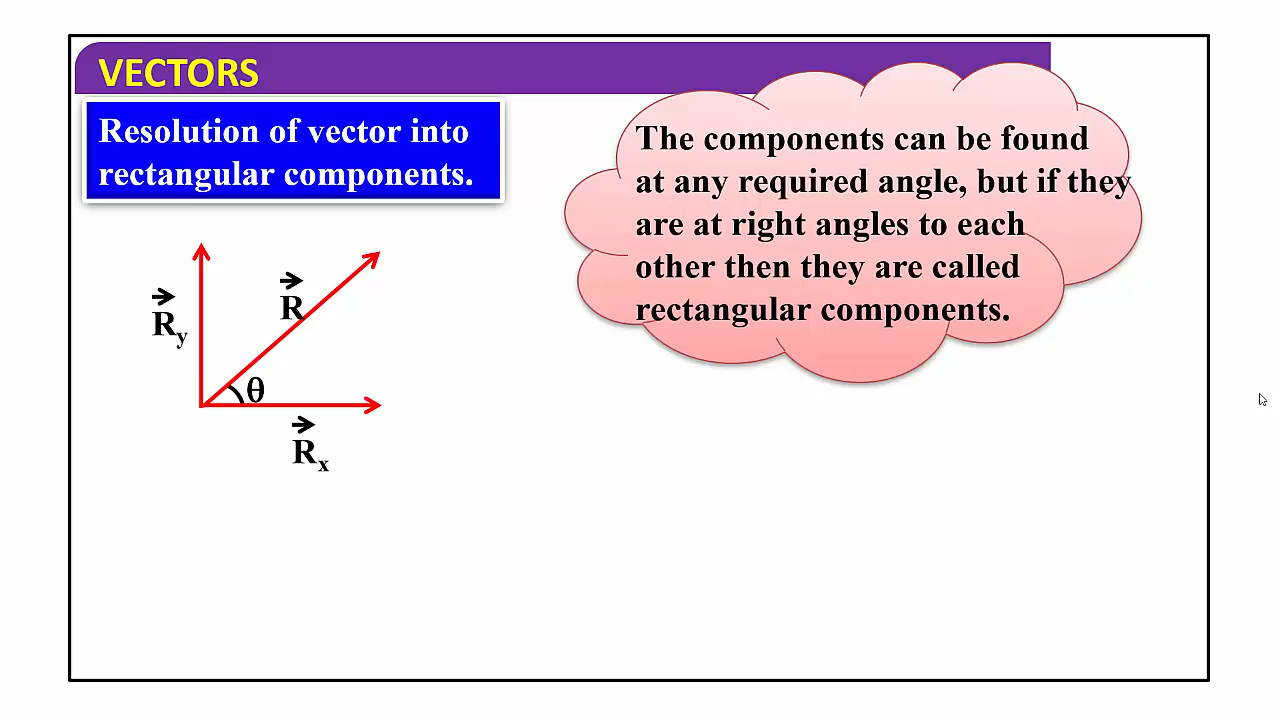 VECTORS
Resolution of vector into
rectangular components.
The components can be found
at any required angle, but if they
are at right angles to each
other then they are called
rectangular components.
R
Ry
θ
Rx